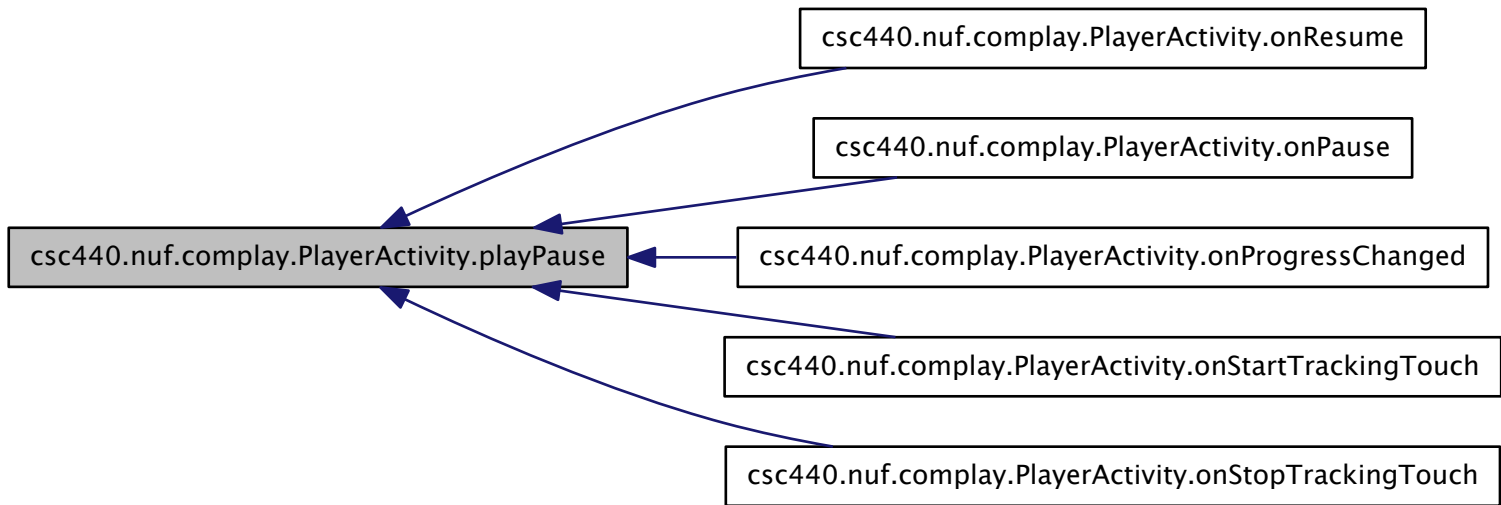 csc440.nuf.complay.PlayerActivity.onResume
csc440.nuf.complay.PlayerActivity.onPause
csc440.nuf.complay.PlayerActivity.playPause
csc440.nuf.complay.PlayerActivity.onProgressChanged
csc440.nuf.complay.PlayerActivity.onStartTrackingTouch
csc440.nuf.complay.PlayerActivity.onStopTrackingTouch